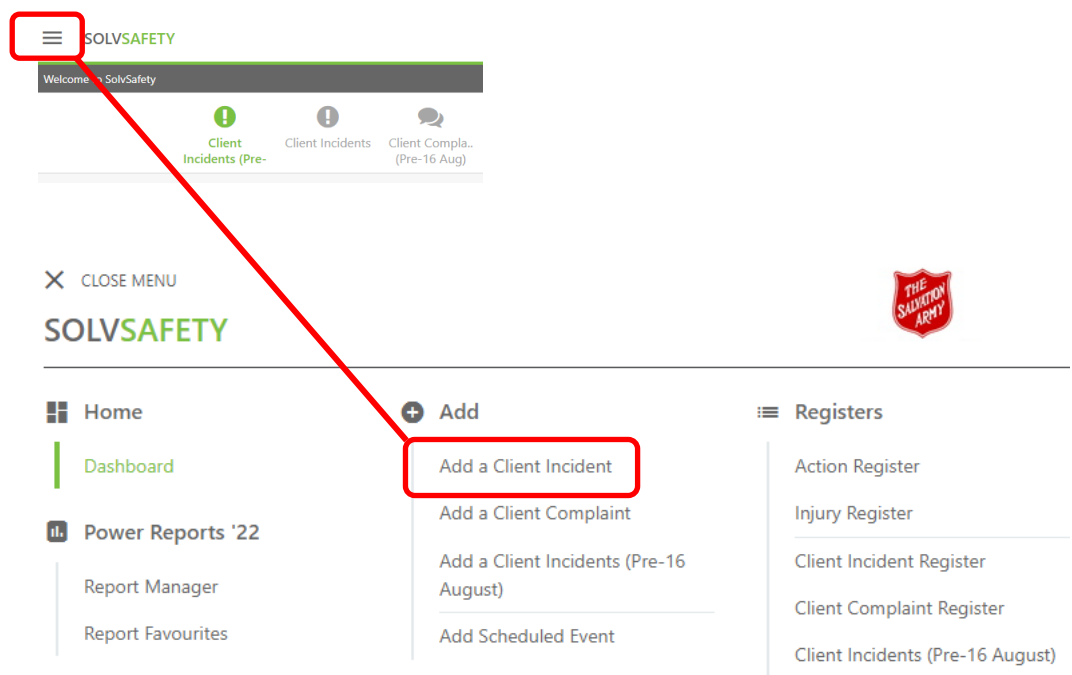 SOLVSAFETY
Welcome to SolvSafety
Client
Incidents (Pre-
Client Incidents
Client Compla..
(Pre-16 Aug)
CLOSE MENU
SOLVSAFETY
THE
SALVATION
ARMY
Home
Dashboard
Power Reports '22
Report Manager
Report Favourites
Add
Add a Client Incident
Add a Client Complaint
Add a Client Incidents (Pre-16
August)
Add Scheduled Event
Registers
Action Register
Injury Register
Client Incident Register
Client Complaint Register
Client Incidents (Pre-16 August)